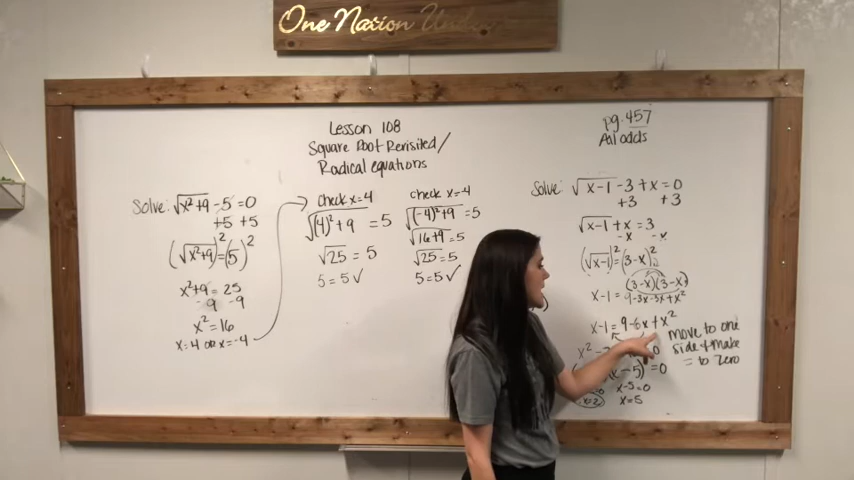 One Nation Under
Lesson 108
Square Root Revisited/
Radical equations
pg. 457
All odds
Solve: √x²+9 -5=0
+5 +5
(√x²+9)²=(5)²
x²+9 = 25
-9 -9
x²=16
x=4 or x=-4
check x=4
√(4)²+9 = 5
√25 = 5
5=5✓
check x=-4
√(-4)²+9 =5
√16+9 =5
√25 =5
5=5✓
Solve: √x-1 -3+x=0
+3 +3
√x-1 +x=3
-x -x
(√x-1)²=(3-x)²
(3-x)(3-x)
x-1= 9-3x-3x+x²
x-1= 9-6x+x²
move to one
side + make
= to zero
x²-7
0
(x-5)=0
x-5=0
x=2
x=5